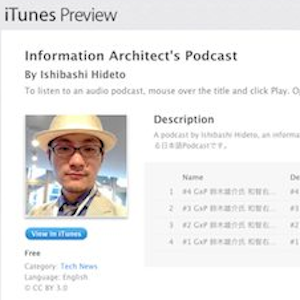 iTunes Preview
Information Architect's Podcast
By Ishibashi Hideto
To listen to an audio podcast, mouse over the title and click Play. O
Description
A podcast by Ishibashi Hideto, an informa
&日本語Podcastです。
Name
De
1 #4 GxP 鈴木雄介氏 和智右...
2 #3 GxP 鈴木雄介氏 和智右...
3 #2 GxP 鈴木雄介氏 和智右...
4 #1 GxP 鈴木雄介氏 和智右...
View in iTunes
Free
Category: Tech News
Language: English
© CC BY 3.0